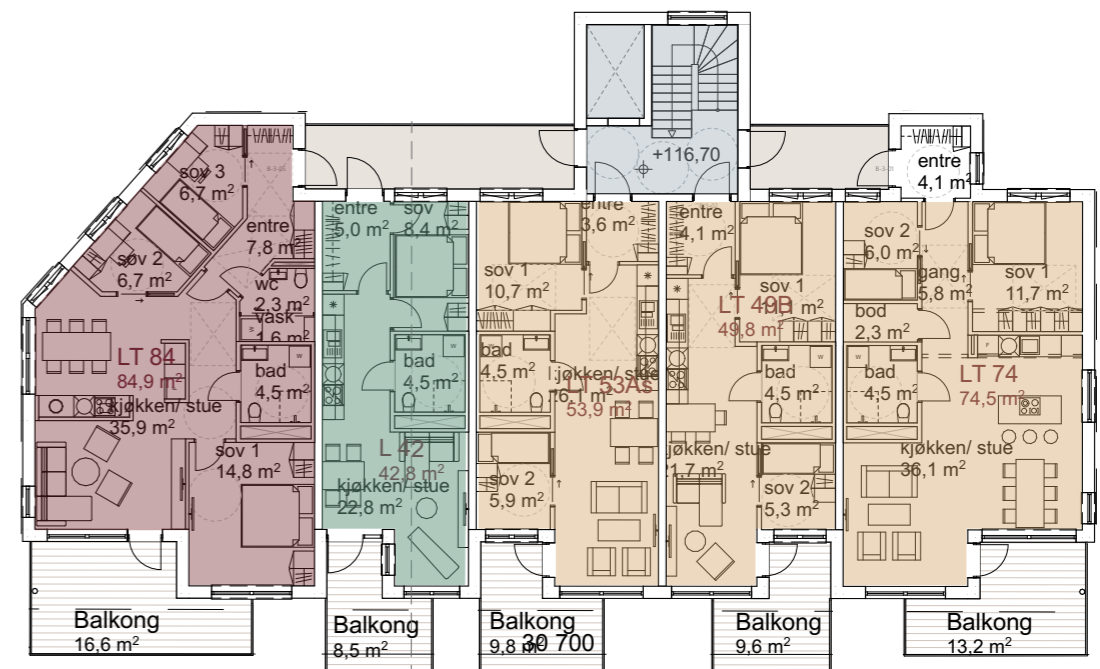 +116,70
sov 3
6,7 m²
entre
7,8 m²
sov 2
6,7 m²
wc
2,3 m²
vask
1,6 m²
LT 84
84,9 m²
bad
4,5 m²
kjøkken/ stue
35,9 m²
sov 1
14,8 m²
Balkong
16,6 m²
entre
5,0 m²
sov
8,4 m²
bad
4,5 m²
L 42
42,8 m²
kjøkken/ stue
22,8 m²
Balkong
8,5 m²
entre
3,6 m²
sov 1
10,7 m²
bad
4,5 m²
kjøkken/ stue
LT 53As
53,9 m²
sov 2
5,9 m²
Balkong
9,8 m²
30 700
entre
4,1 m²
LT 49B
49,8 m²
sov 1
bad
4,5 m²
kjøkken/ stue
21,7 m²
sov 2
5,3 m²
Balkong
9,6 m²
entre
4,1 m²
sov 2
6,0 m²
gang
5,8 m²
sov 1
11,7 m²
bod
2,3 m²
bad
4,5 m²
LT 74
74,5 m²
kjøkken/ stue
36,1 m²
Balkong
13,2 m²